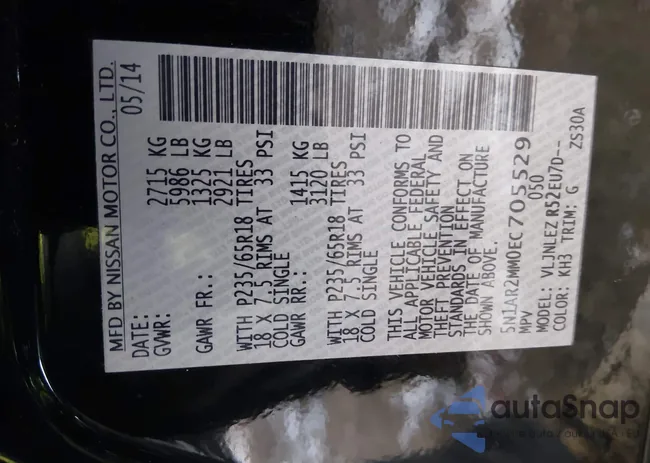 MFD BY NISSAN MOTOR CO., LTD.
DATE: 05/14
GVWR: 2715 KG
5986 LB
GAWR FR.: 1325 KG
2921 LB
WITH P235/65R18 TIRES
18 X 7.5 RIMS AT 33 PSI
COLD SINGLE
GAWR RR.: 1415 KG
3120 LB
WITH P235/65R18 TIRES
18 X 7.5 RIMS AT 33 PSI
COLD SINGLE
THIS VEHICLE CONFORMS TO
ALL APPLICABLE FEDERAL
MOTOR VEHICLE SAFETY AND
THEFT PREVENTION
STANDARDS IN EFFECT ON
THE DATE OF MANUFACTURE
SHOWN ABOVE.
5N1AR2MM0EC705529
MPV 050
MODEL: VLJNLEZ R52EU7D--
COLOR: KH3 TRIM: G ZS30A
autoSnap